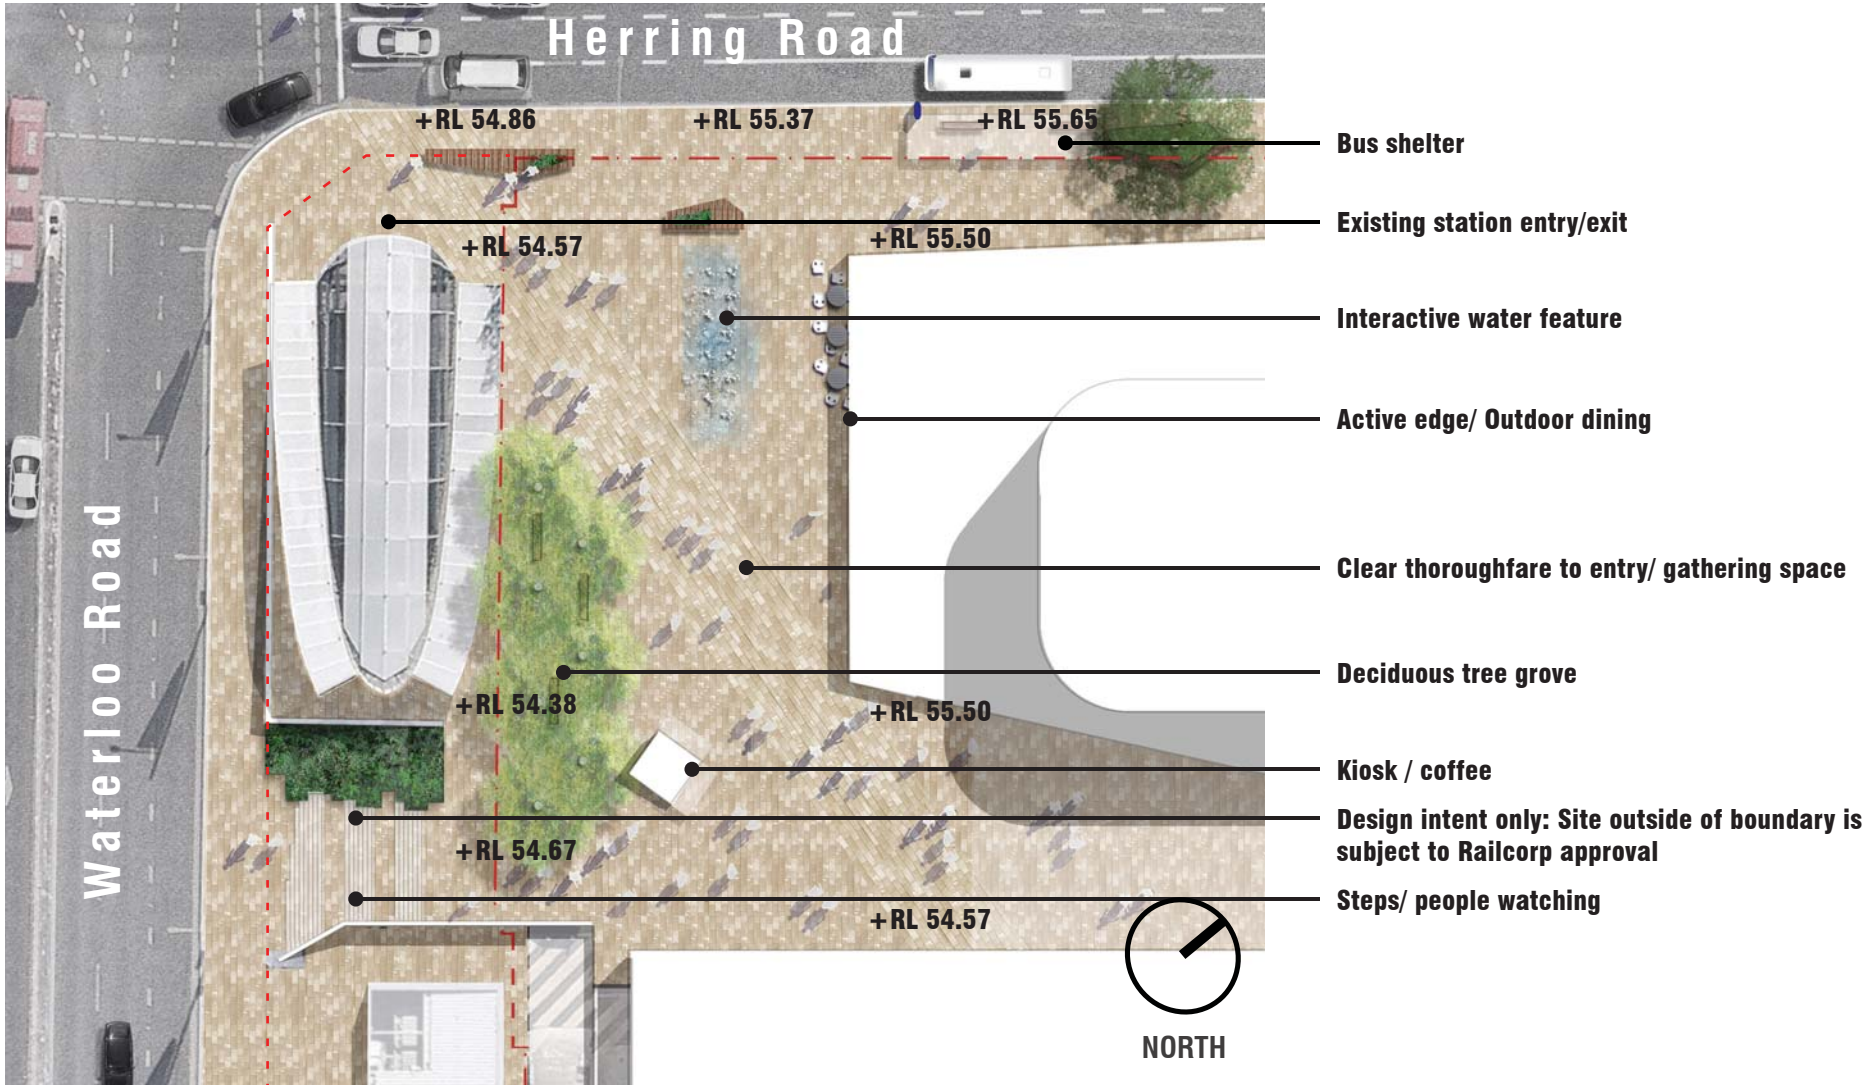 Herring Road
+RL 54.86
+RL 55.37
+RL 55.65
Bus shelter
Existing station entry/exit
+RL 54.57
+RL 55.50
Interactive water feature
Active edge/ Outdoor dining
Waterloo Road
Clear thoroughfare to entry/ gathering space
Deciduous tree grove
+RL 54.38
+RL 55.50
Kiosk / coffee
Design intent only: Site outside of boundary is
subject to Railcorp approval
+RL 54.67
Steps/ people watching
+RL 54.57
NORTH